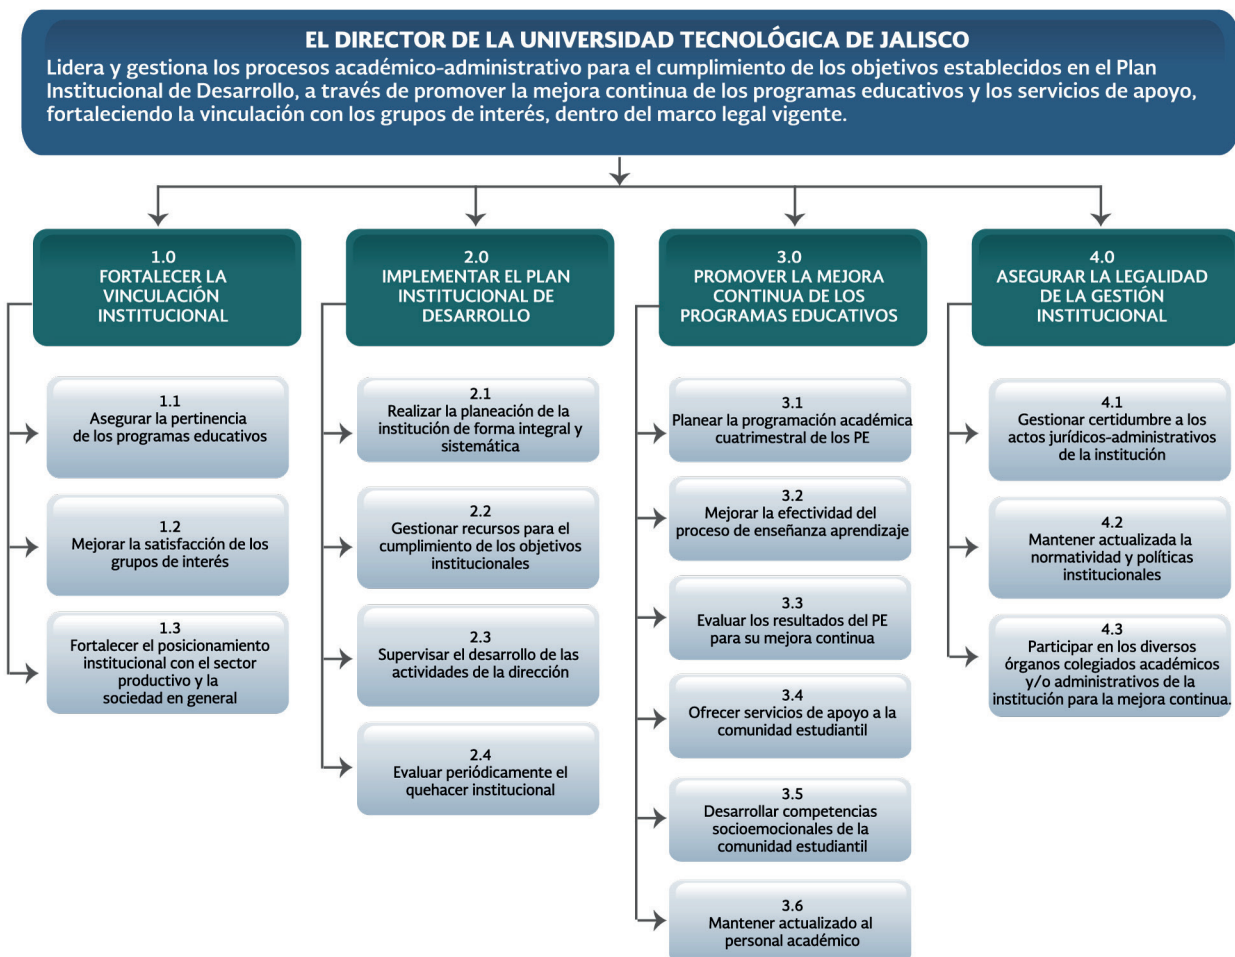 EL DIRECTOR DE LA UNIVERSIDAD TECNOLÓGICA DE JALISCO
Lidera y gestiona los procesos académico-administrativo para el cumplimiento de los objetivos establecidos en el Plan
Institucional de Desarrollo, a través de promover la mejora continua de los programas educativos y los servicios de apoyo,
fortaleciendo la vinculación con los grupos de interés, dentro del marco legal vigente.
1.0
FORTALECER LA
VINCULACIÓN
INSTITUCIONAL
1.1
Asegurar la pertinencia
de los programas educativos
1.2
Mejorar la satisfacción de los
grupos de interés
1.3
Fortalecer el posicionamiento
institucional con el sector
productivo y la
sociedad en general
2.0
IMPLEMENTAR EL PLAN
INSTITUCIONAL DE
DESARROLLO
2.1
Realizar la planeación de la
institución de forma integral y
sistemática
2.2
Gestionar recursos para el
cumplimiento de los objetivos
institucionales
2.3
Supervisar el desarrollo de las
actividades de la dirección
2.4
Evaluar periódicamente el
quehacer institucional
3.0
PROMOVER LA MEJORA
CONTINUA DE LOS
PROGRAMAS EDUCATIVOS
3.1
Planear la programación académica
cuatrimestral de los PE
3.2
Mejorar la efectividad del
proceso de enseñanza aprendizaje
3.3
Evaluar los resultados del PE
para su mejora continua
3.4
Ofrecer servicios de apoyo a la
comunidad estudiantil
3.5
Desarrollar competencias
socioemocionales de la
comunidad estudiantil
3.6
Mantener actualizado al
personal académico
4.0
ASEGURAR LA LEGALIDAD
DE LA GESTIÓN
INSTITUCIONAL
4.1
Gestionar certidumbre a los
actos jurídicos-administrativos
de la institución
4.2
Mantener actualizada la
normatividad y políticas
institucionales
4.3
Participar en los diversos
órganos colegiados académicos
y/o administrativos de la
institución para la mejora continua.